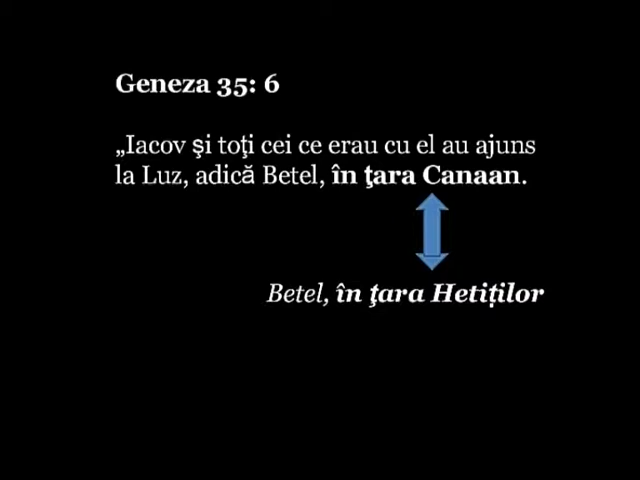 Geneza 35: 6
„Iacov şi toţi cei ce erau cu el au ajuns
la Luz, adică Betel, în ţara Canaan.
Betel, în ţara Hetiților